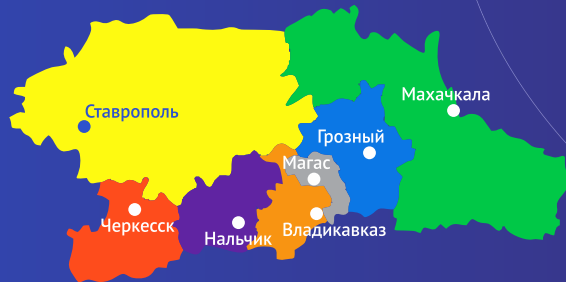 Махачкала
Ставрополь
Грозный
Магас
Черкесск
Владикавказ
Нальчик